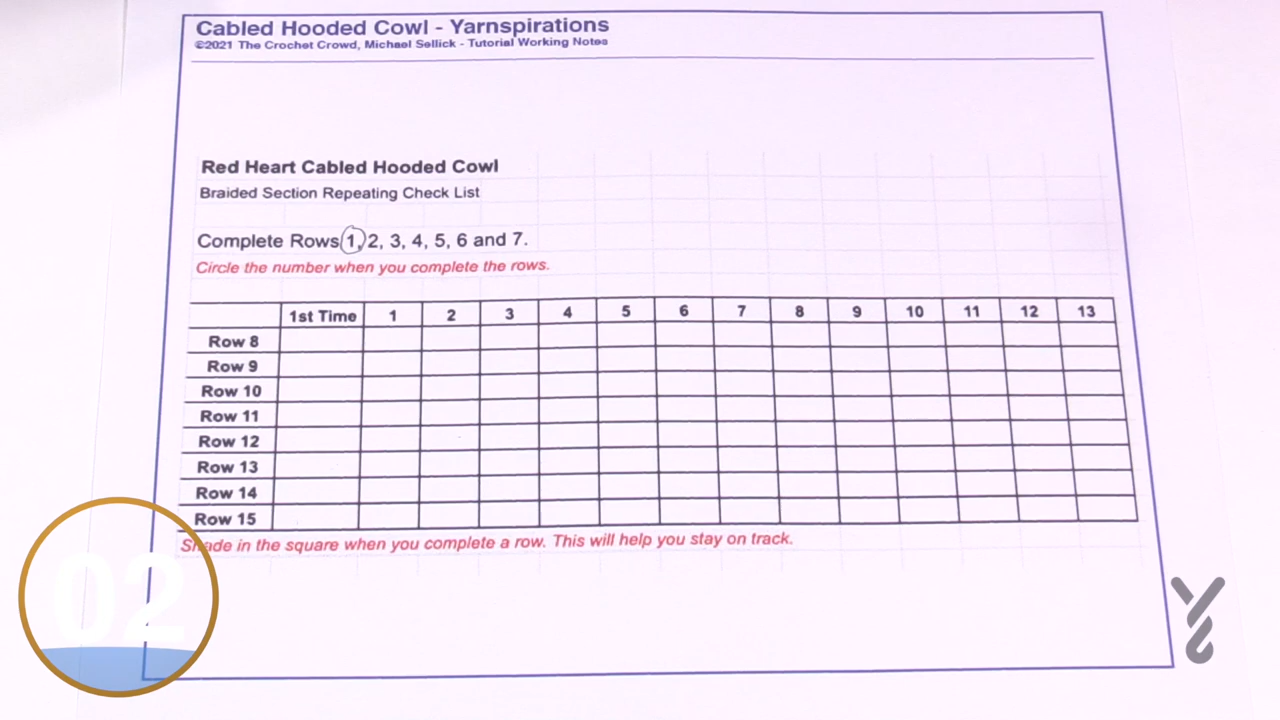 Cabled Hooded Cowl - Yarnspirations
©2021 The Crochet Crowd, Michael Sellick - Tutorial Working Notes
Red Heart Cabled Hooded Cowl
Braided Section Repeating Check List
Complete Rows 1, 2, 3, 4, 5, 6 and 7.
Circle the number when you complete the rows.
1st Time 1 2 3 4 5 6 7 8 9 10 11 12 13
Row 8
Row 9
Row 10
Row 11
Row 12
Row 13
Row 14
Row 15
Shade in the square when you complete a row. This will help you stay on track.
02